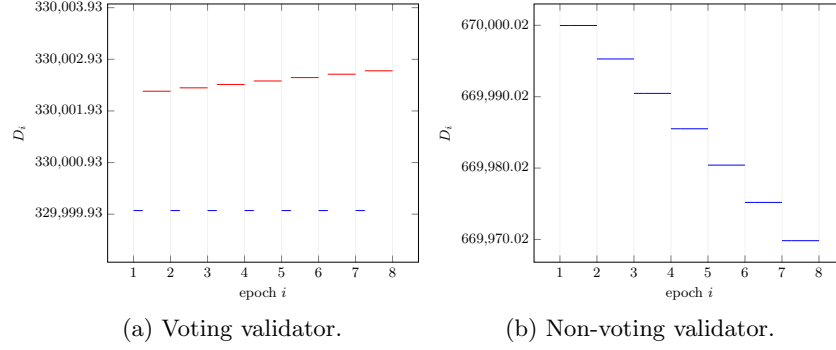 330,003.93
330,002.93
330,001.93
330,000.93
329,999.93
D_i
1 2 3 4 5 6 7 8
epoch i
(a) Voting validator.
670,000.02
669,990.02
669,980.02
669,970.02
D_i
1 2 3 4 5 6 7 8
epoch i
(b) Non-voting validator.